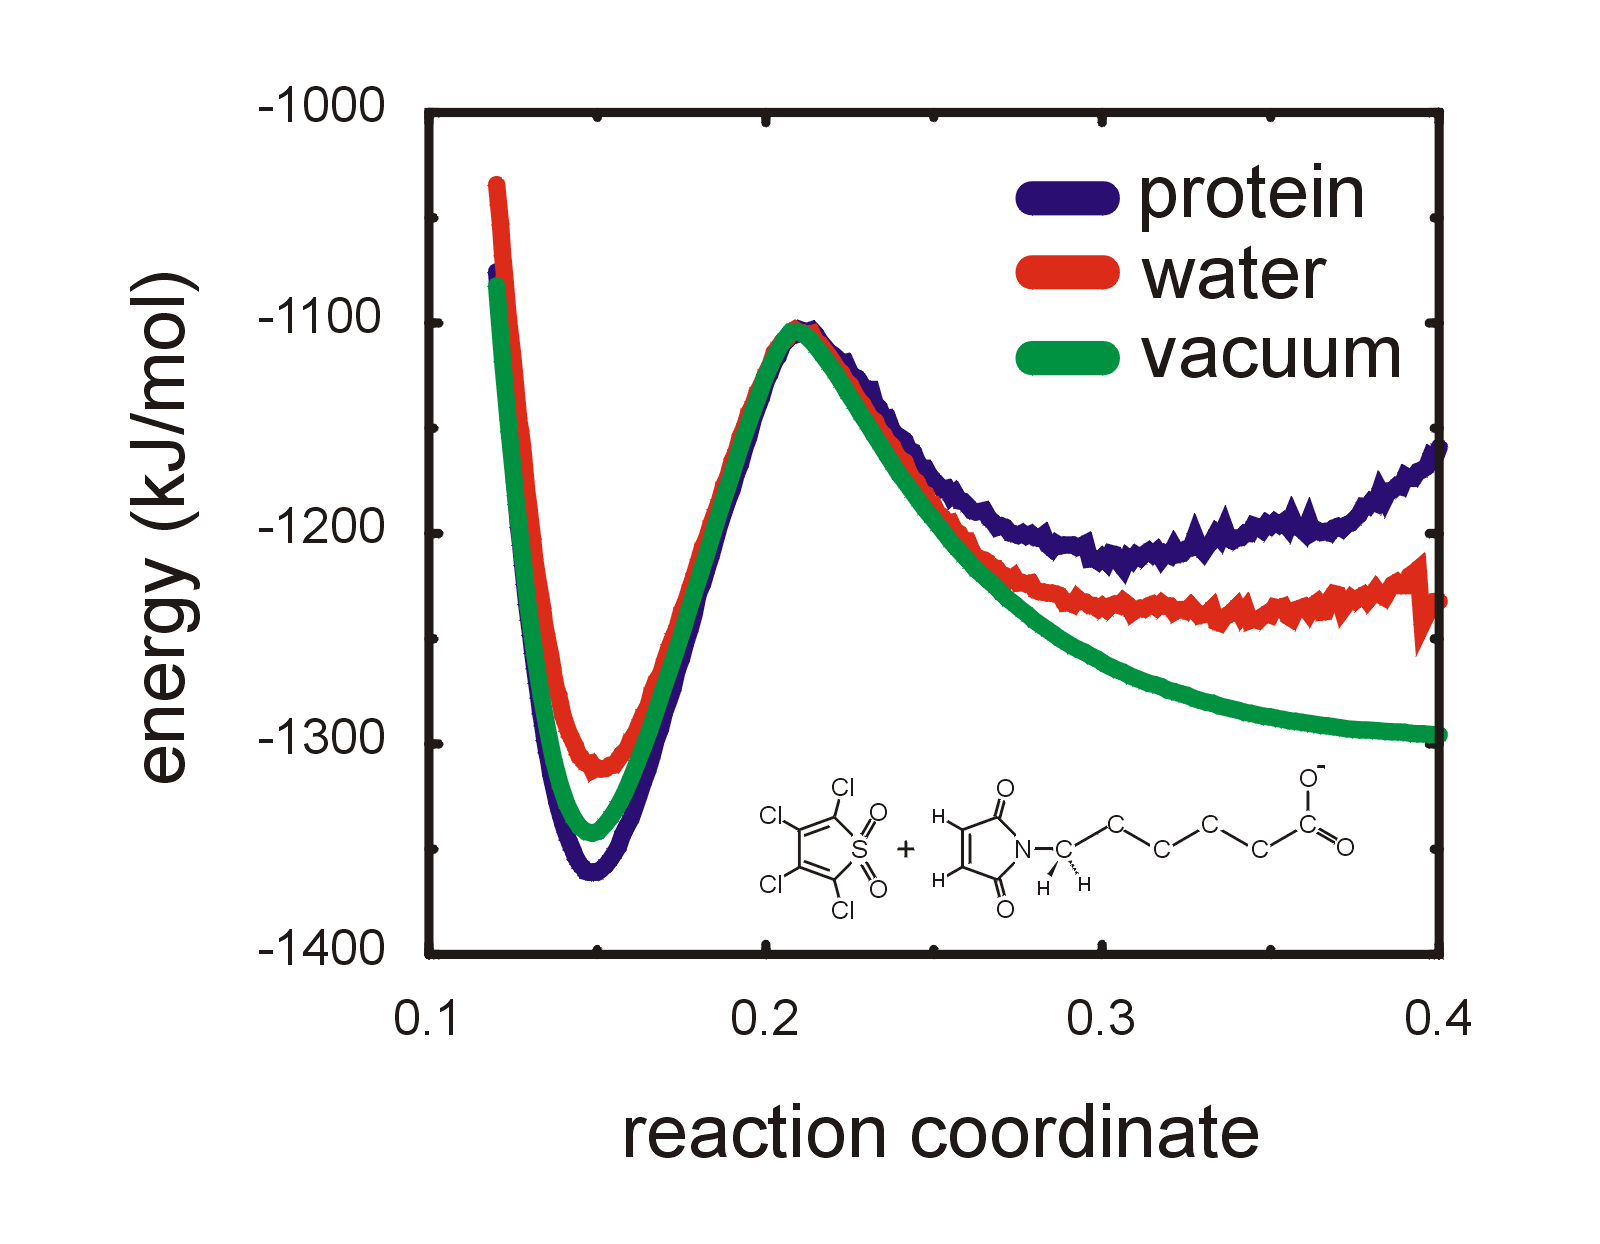 -1000
-1100
-1200
-1300
-1400
energy (kJ/mol)
protein
water
vacuum
Cl
Cl
Cl
Cl
S
O
O
+
H
H
O
O
N
C
H
H
C
C
C
C
C
O-
O
0.1
0.2
0.3
0.4
reaction coordinate